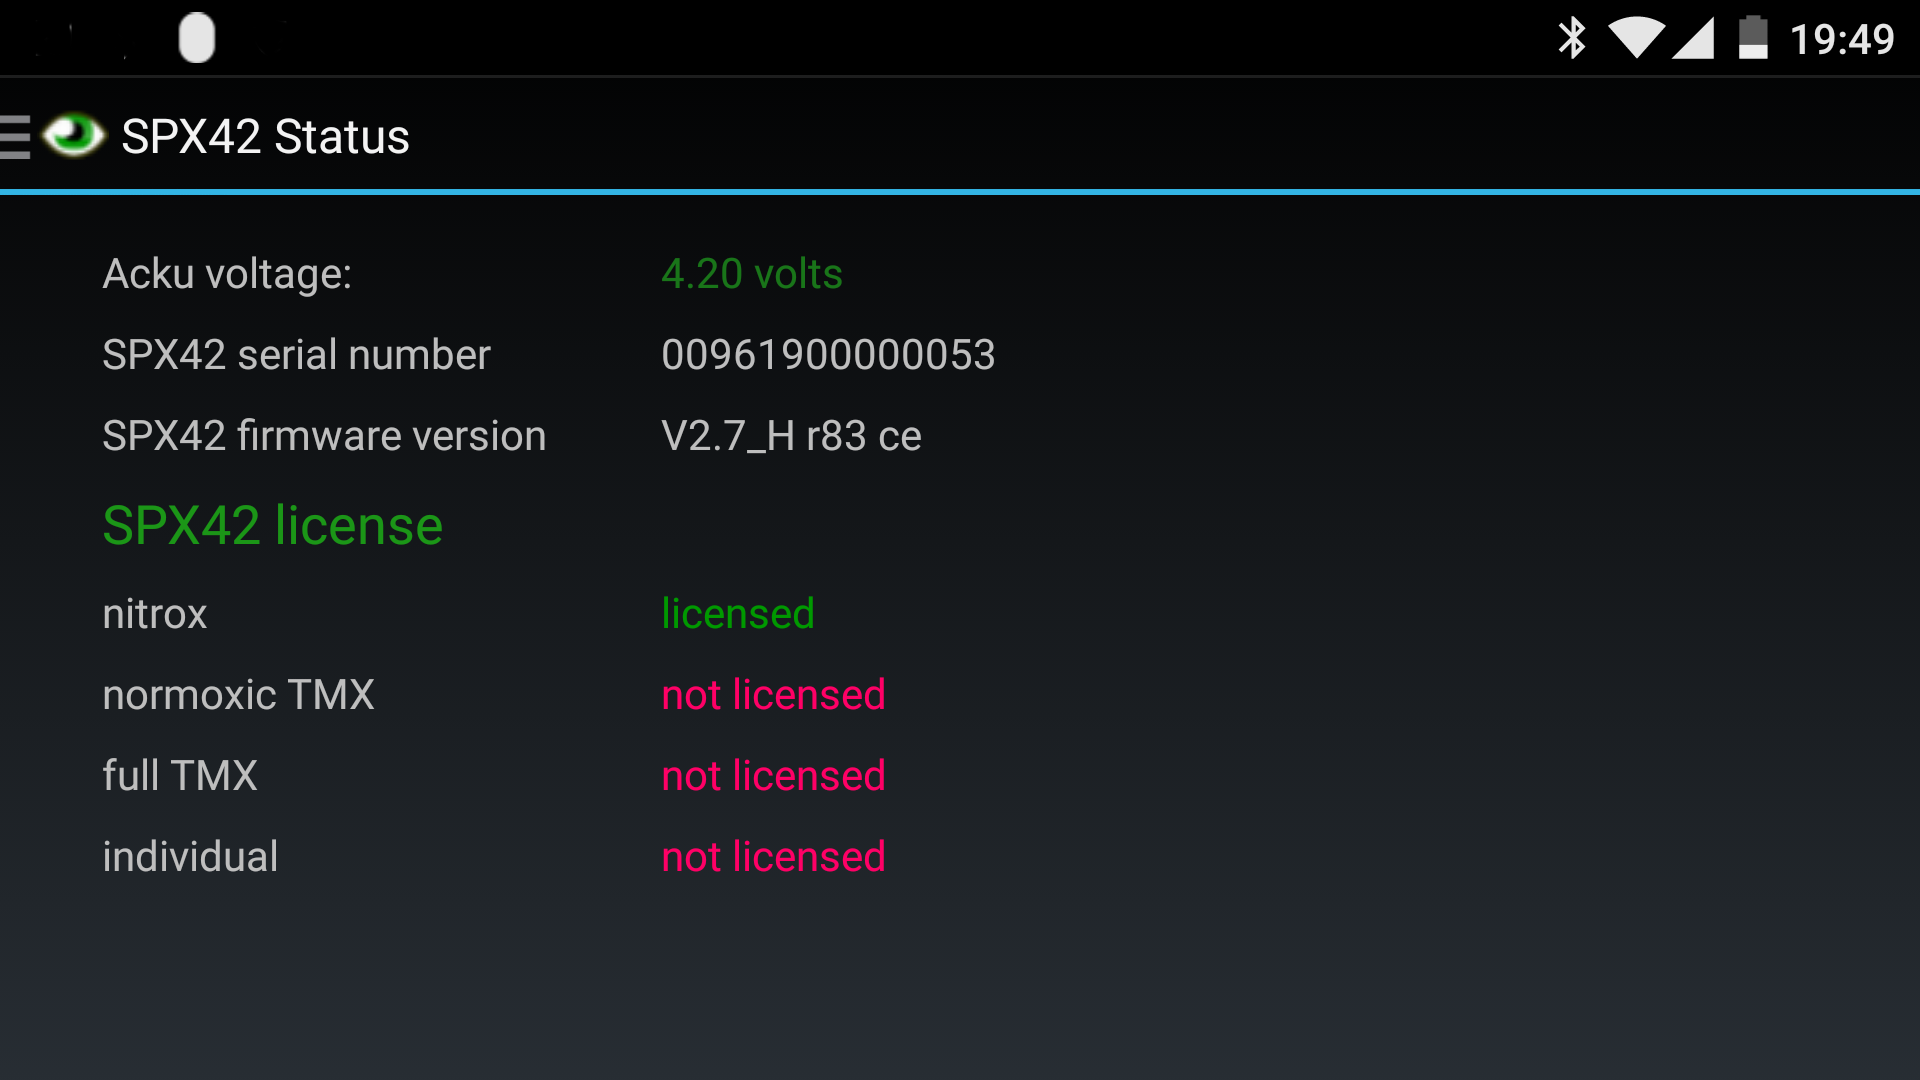 19:49
SPX42 Status
Acku voltage: 4.20 volts
SPX42 serial number 00961900000053
SPX42 firmware version V2.7_H r83 ce
SPX42 license
nitrox licensed
normoxic TMX not licensed
full TMX not licensed
individual not licensed